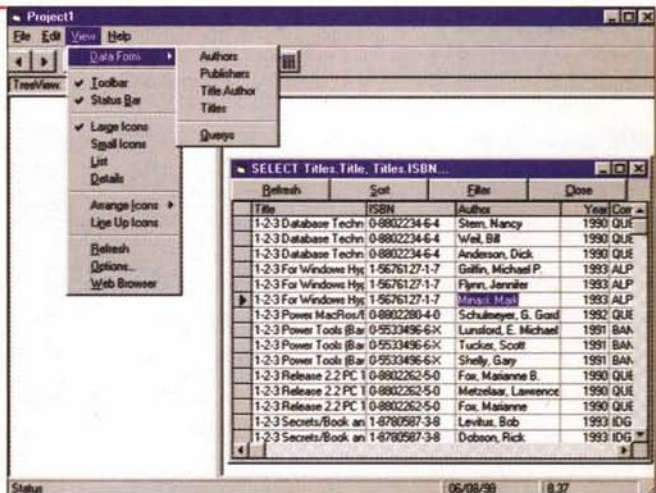 Project1
File Edit View Help
TreeView
Data Form
Toolbar
Status Bar
Large Icons
Small Icons
List
Details
Arrange Icons
Line Up Icons
Refresh
Options...
Web Browser
Authors
Publishers
Title Author
Titles
Querys
SELECT Titles.Title, Titles.ISBN...
Refresh Sort Filter Close
Title ISBN Author Year
1-2-3 Database Techn 0-8802234-6-4 Stern, Nancy 1990 QUE
1-2-3 Database Techn 0-8802234-6-4 Weil, Bill 1990 QUE
1-2-3 Database Techn 0-8802234-6-4 Anderson, Dick 1990 QUE
1-2-3 For Windows Hyp 1-5676127-1-7 Griffin, Michael P. 1993 ALP
1-2-3 For Windows Hyp 1-5676127-1-7 Flynn, Jennifer 1993 ALP
1-2-3 For Windows Hyp 1-5676127-1-7 Minasi, Mark 1993 ALP
1-2-3 Power MacRos/ 0-8802280-4-0 Schulmeyer, G. Gord 1992 QUE
1-2-3 Power Tools (Bar 0-5533496-6-X Lunsford, E. Michael 1991 BAN
1-2-3 Power Tools (Bar 0-5533496-6-X Tucker, Scott 1991 BAN
1-2-3 Power Tools (Bar 0-5533496-6-X Shelly, Gary 1991 BAN
1-2-3 Release 2.2 PC 0-8802262-5-0 Fox, Marianne B. 1990 QUE
1-2-3 Release 2.2 PC 0-8802262-5-0 Metzelaar, Lawrence 1990 QUE
1-2-3 Release 2.2 PC 0-8802262-5-0 Fox, Marianne 1990 QUE
1-2-3 Secrets/Book an 1-8780587-3-8 Levitus, Bob 1993 IDG
1-2-3 Secrets/Book an 1-8780587-3-8 Dobson, Rick 1993 IDG
Status 06/08/98 8.37